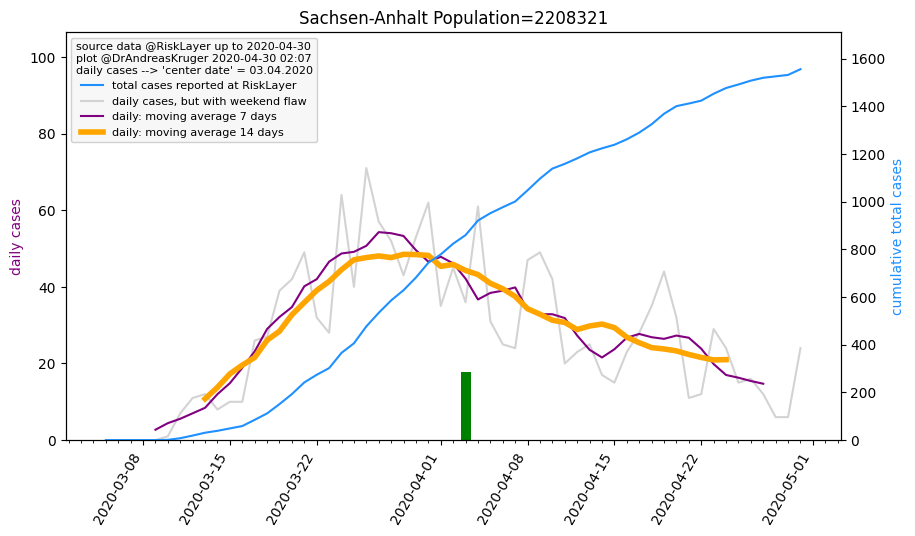 Sachsen-Anhalt Population=2208321
source data @RiskLayer up to 2020-04-30
plot @DrAndreasKruger 2020-04-30 02:07
daily cases --> 'center date' = 03.04.2020
total cases reported at RiskLayer
daily cases, but with weekend flaw
daily: moving average 7 days
daily: moving average 14 days
daily cases
100
80
60
40
20
0
cumulative total cases
1600
1400
1200
1000
800
600
400
200
0
2020-03-08
2020-03-15
2020-03-22
2020-04-01
2020-04-08
2020-04-15
2020-04-22
2020-05-01